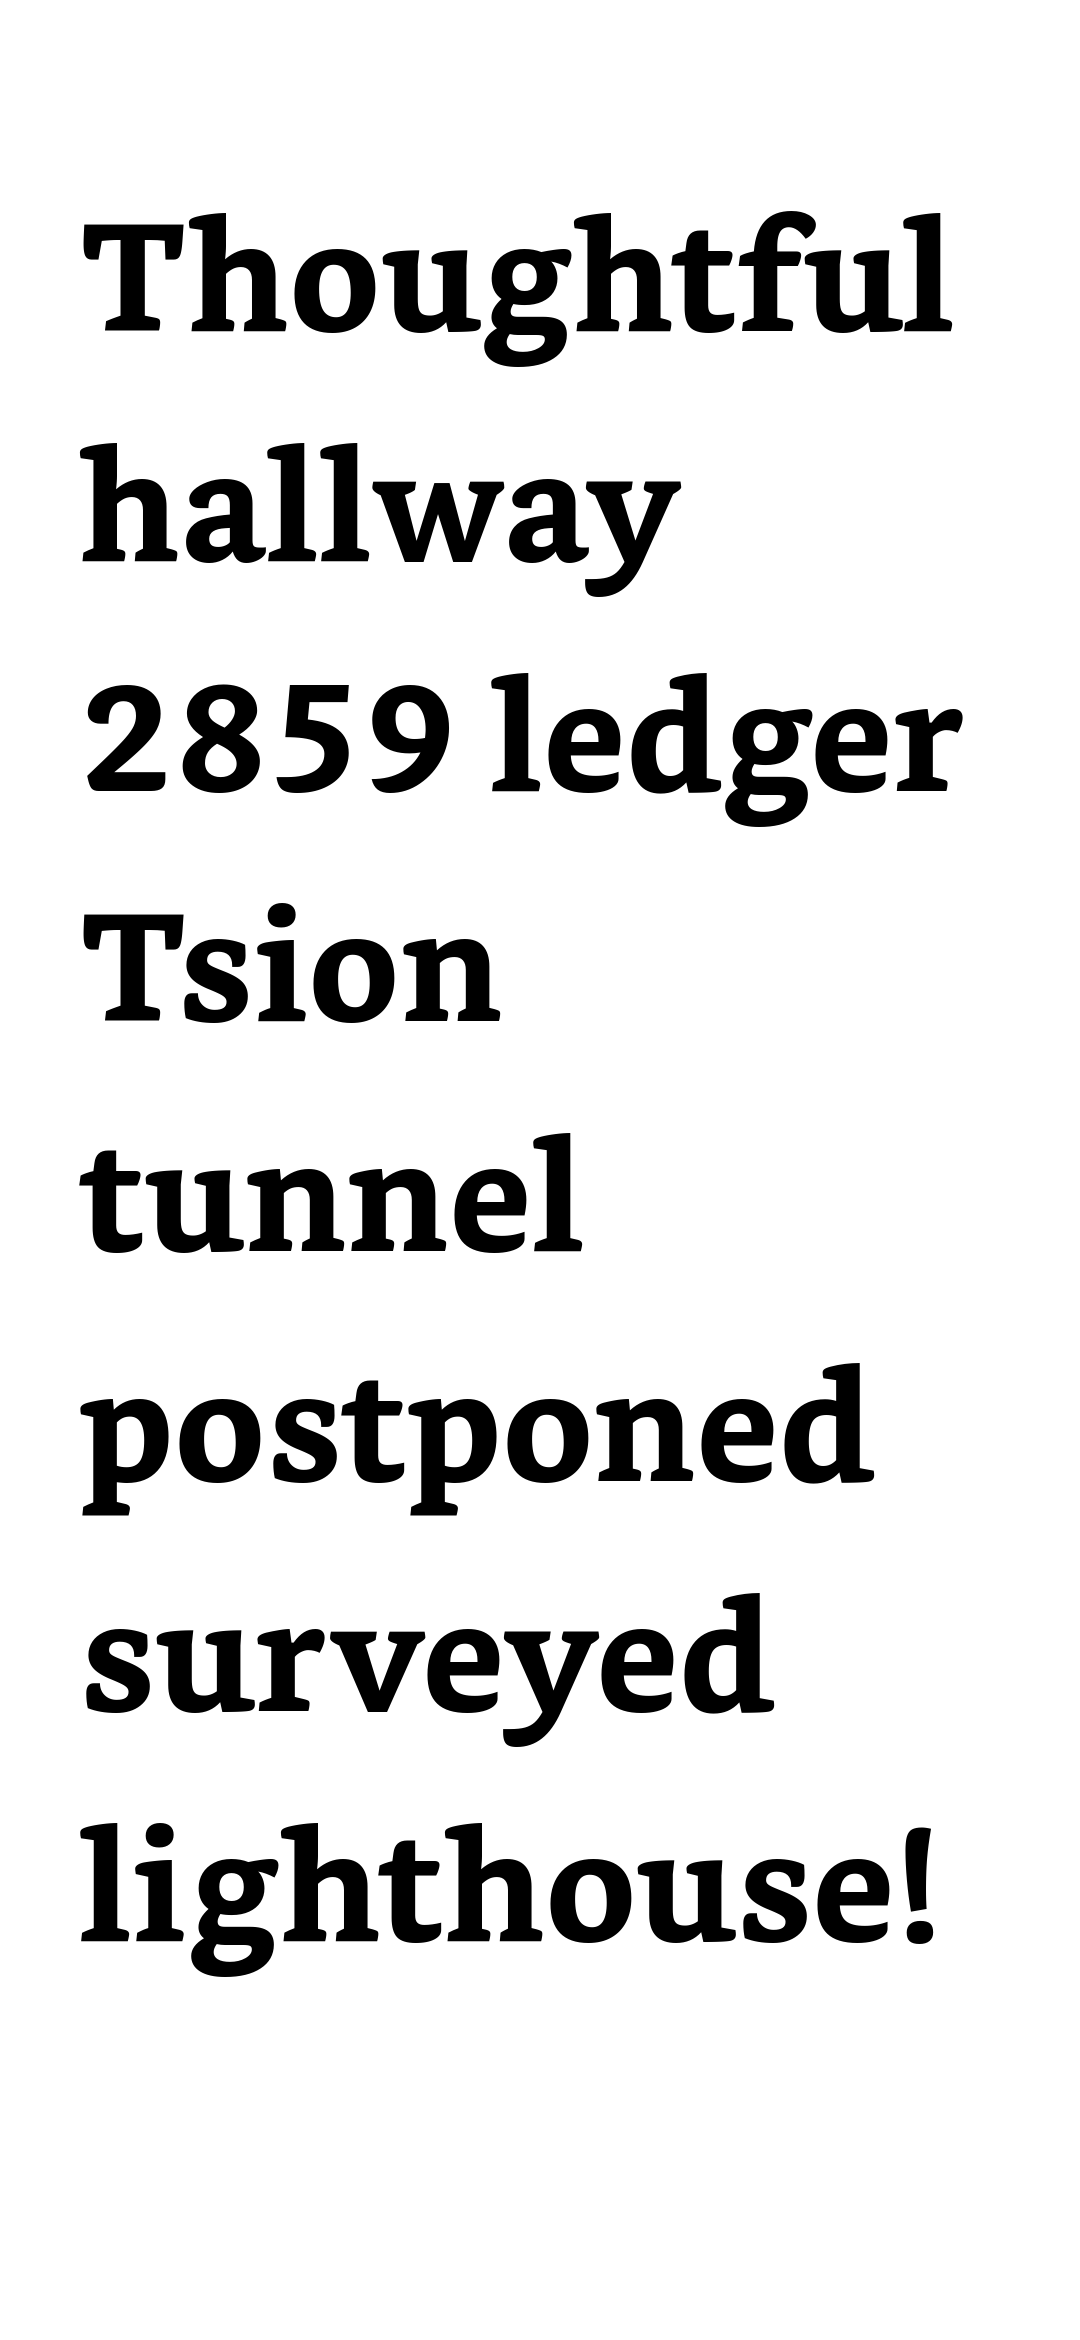 Thoughtful
hallway
2859 ledger
Tsion
tunnel
postponed
surveyed
lighthouse!